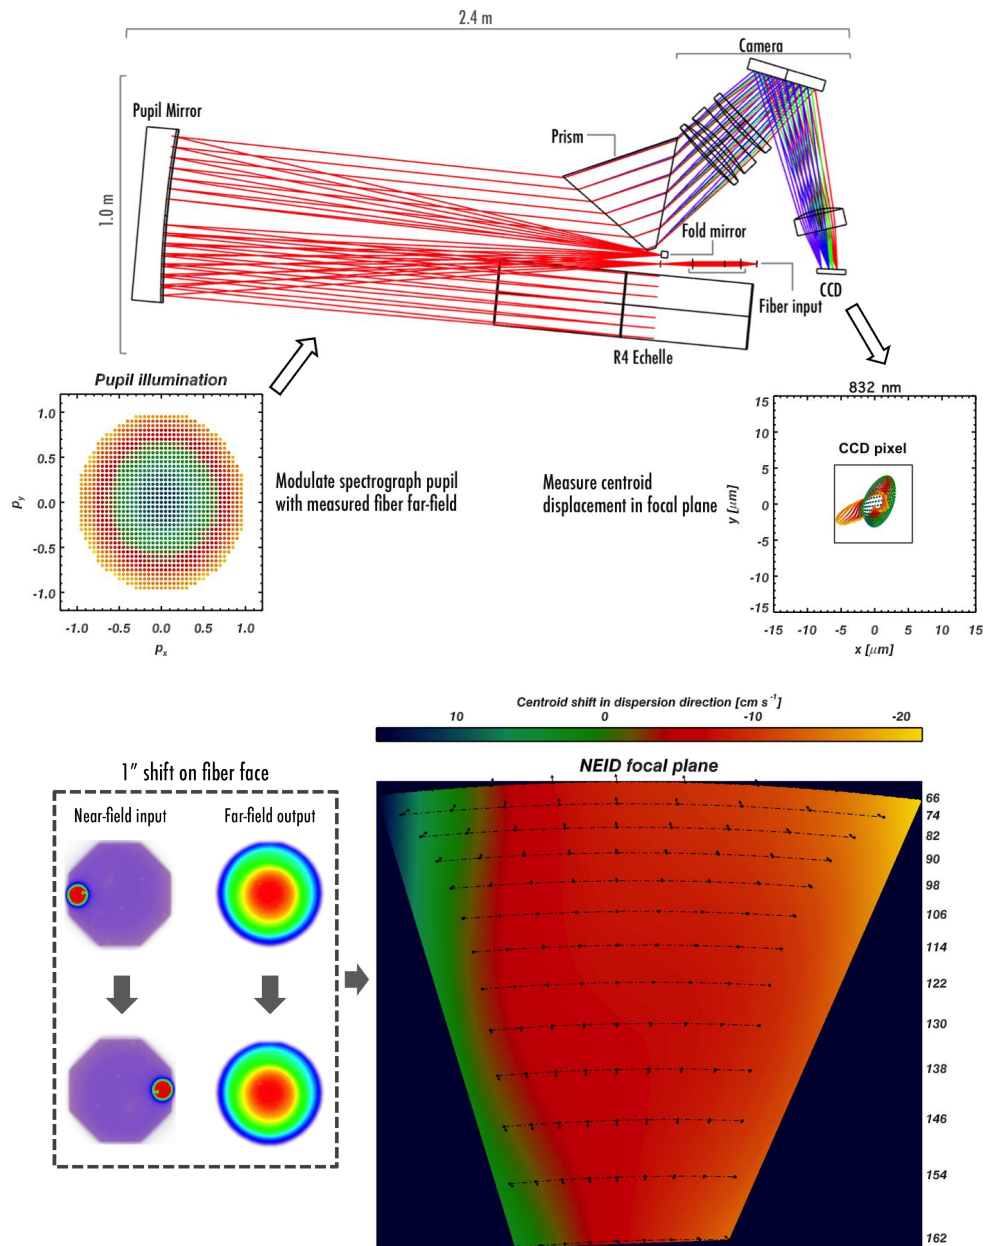 2.4 m
Camera
Pupil Mirror
Prism
1.0 m
Fold mirror
Fiber input
CCD
R4 Echelle
Pupil illumination
1.0
0.5
0.0
-0.5
-1.0
p_y
-1.0 -0.5 0.0 0.5 1.0
p_x
Modulate spectrograph pupil
with measured fiber far-field
Measure centroid
displacement in focal plane
832 nm
CCD pixel
15
10
5
0
-5
-10
-15
y [μm]
-15 -10 -5 0 5 10 15
x [μm]
Centroid shift in dispersion direction [cm s⁻¹]
10 0 -10 -20
NEID focal plane
1” shift on fiber face
Near-field input Far-field output
66
74
82
90
98
106
114
122
130
138
146
154
162